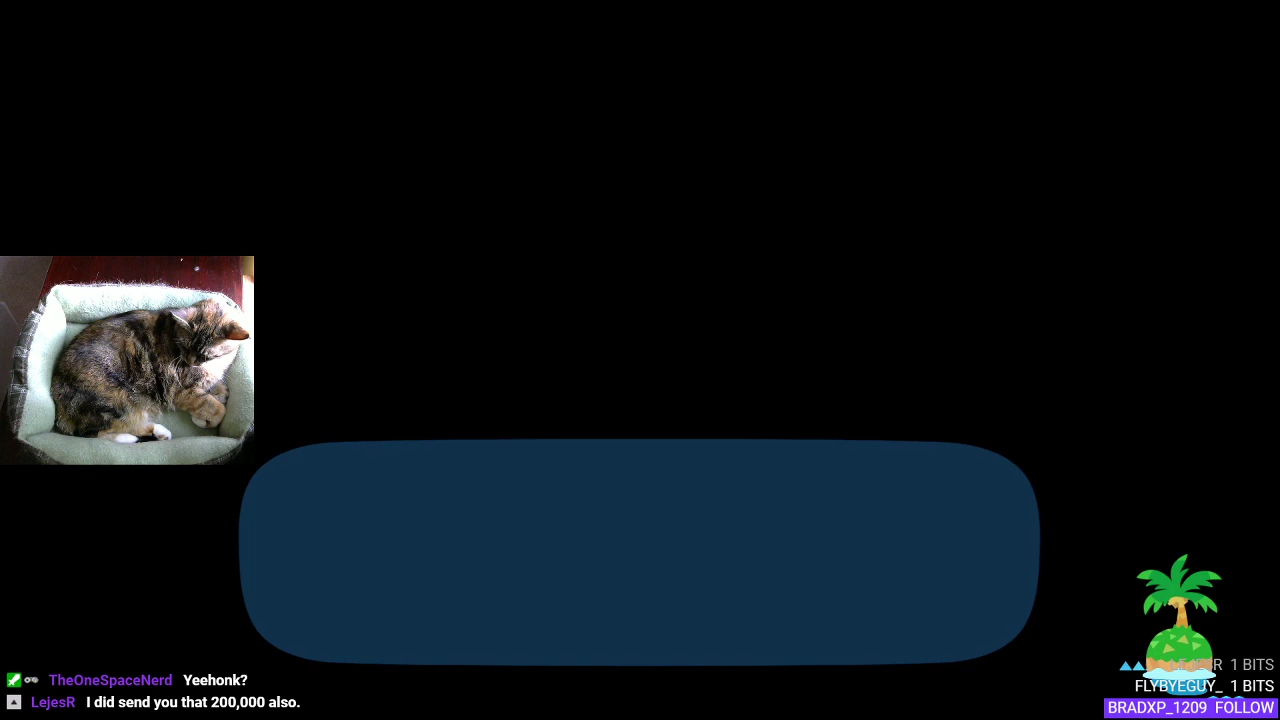 TheOneSpaceNerd Yeehonk?
LejesR I did send you that 200,000 also.
R 1 BITS
FLYBYEGUY_ 1 BITS
BRADXP_1209 FOLLOW